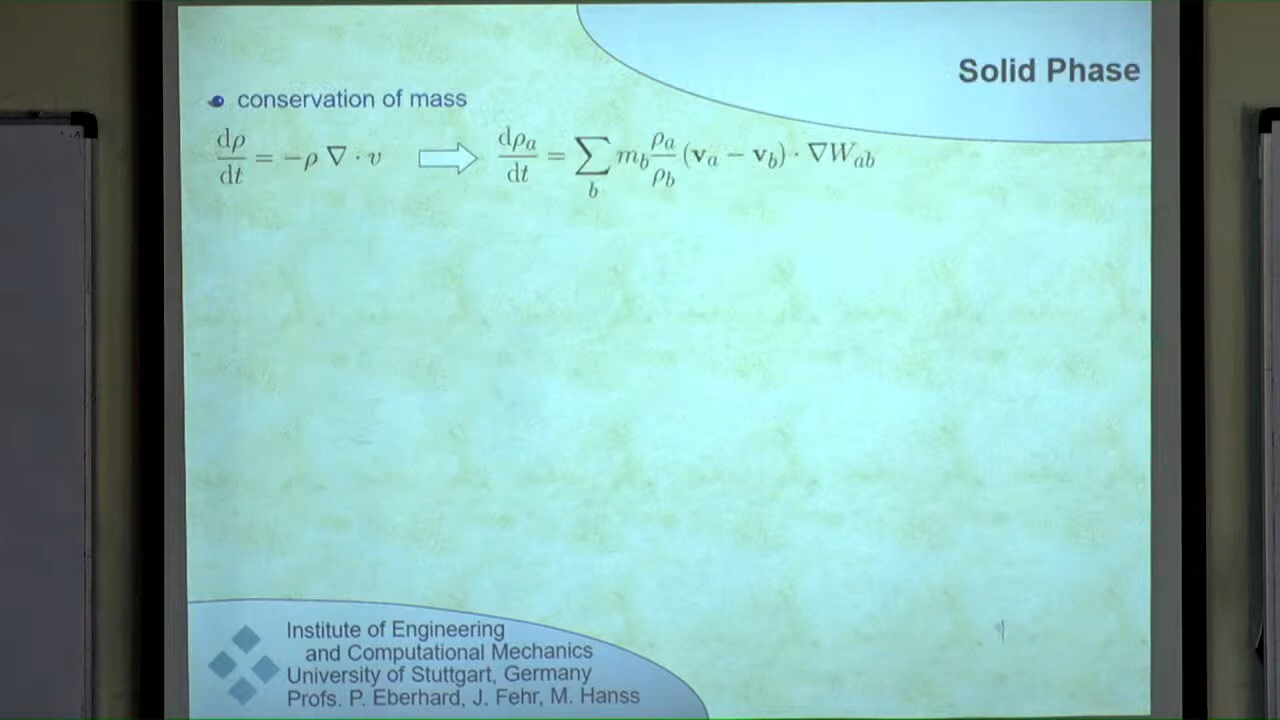 Solid Phase
conservation of mass
dρ/dt = −ρ ∇ · v ⇒ dρ_a/dt = ∑_b m_b ρ_a/ρ_b (v_a − v_b) · ∇W_ab
Institute of Engineering
and Computational Mechanics
University of Stuttgart, Germany
Profs. P. Eberhard, J. Fehr, M. Hanss